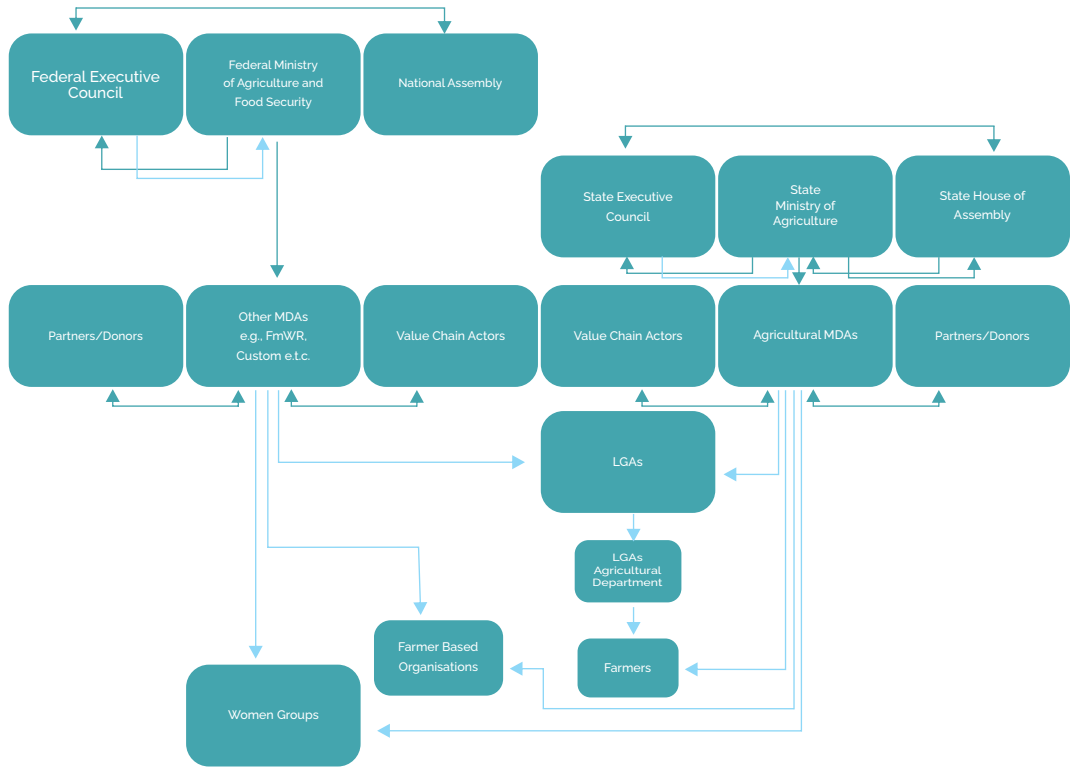 Federal Executive
Council
Federal Ministry
of Agriculture and
Food Security
National Assembly
State Executive
Council
State
Ministry of
Agriculture
State House of
Assembly
Partners/Donors
Other MDAs
e.g., FmWR,
Custom e.t.c.
Value Chain Actors
Value Chain Actors
Agricultural MDAs
Partners/Donors
LGAs
LGAs
Agricultural
Department
Farmer Based
Organisations
Farmers
Women Groups